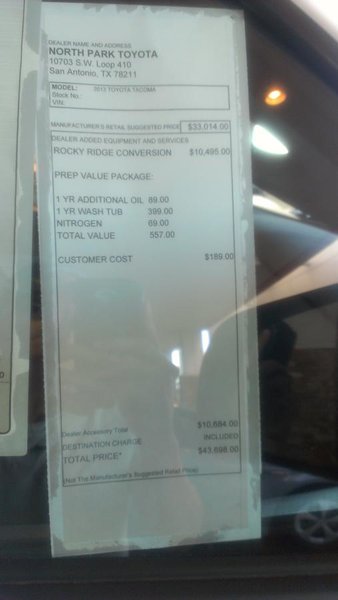 DEALER NAME AND ADDRESS
NORTH PARK TOYOTA
10703 S.W. Loop 410
San Antonio, TX 78211
MODEL: 2013 TOYOTA TACOMA
Stock No.:
VIN:
MANUFACTURER'S RETAIL SUGGESTED PRICE $33,014.00
DEALER ADDED EQUIPMENT AND SERVICES
ROCKY RIDGE CONVERSION $10,495.00
PREP VALUE PACKAGE:
1 YR ADDITIONAL OIL 89.00
1 YR WASH TUB 399.00
NITROGEN 69.00
TOTAL VALUE 557.00
CUSTOMER COST $189.00
Dealer Accessory Total $10,684.00
DESTINATION CHARGE INCLUDED
TOTAL PRICE* $43,698.00
(Not The Manufacturer's Suggested Retail Price)
0